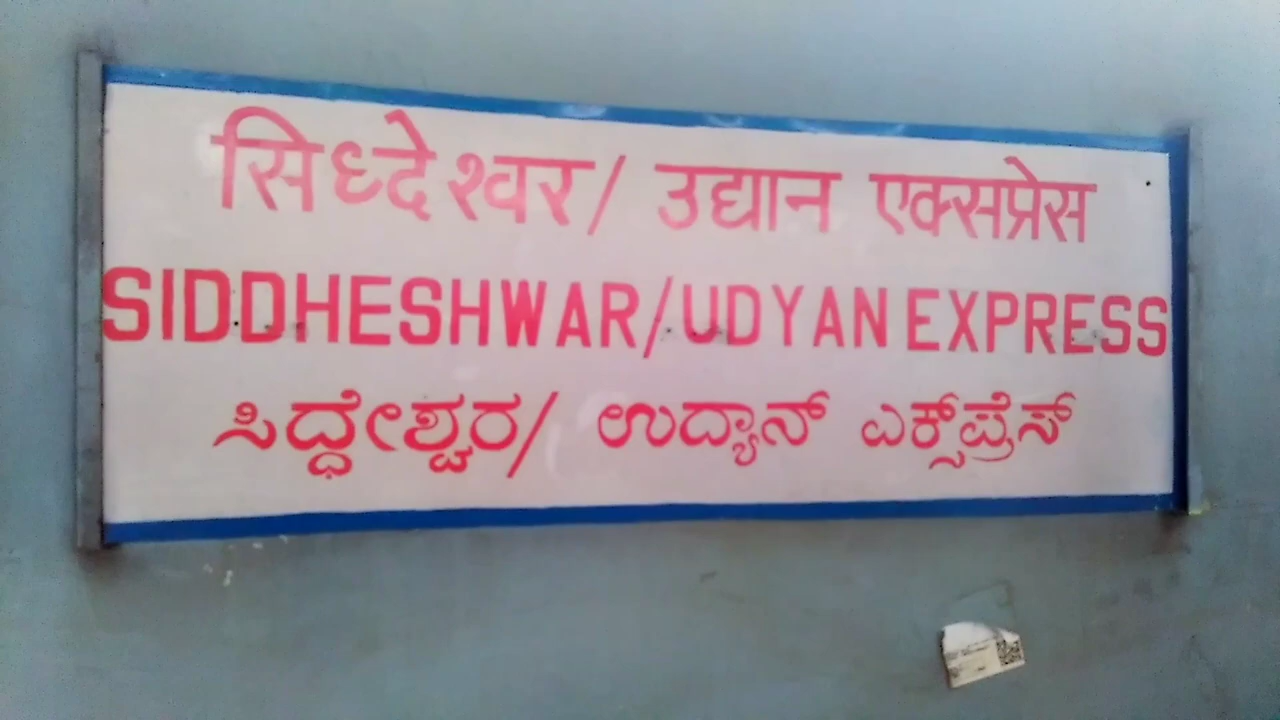 सिध्देश्वर/ उद्यान एक्सप्रेस
SIDDHESHWAR/UDYAN EXPRESS
ಸಿದ್ಧೇಶ್ವರ/ ಉದ್ಯಾನ್ ಎಕ್ಸ್‌ಪ್ರೆಸ್